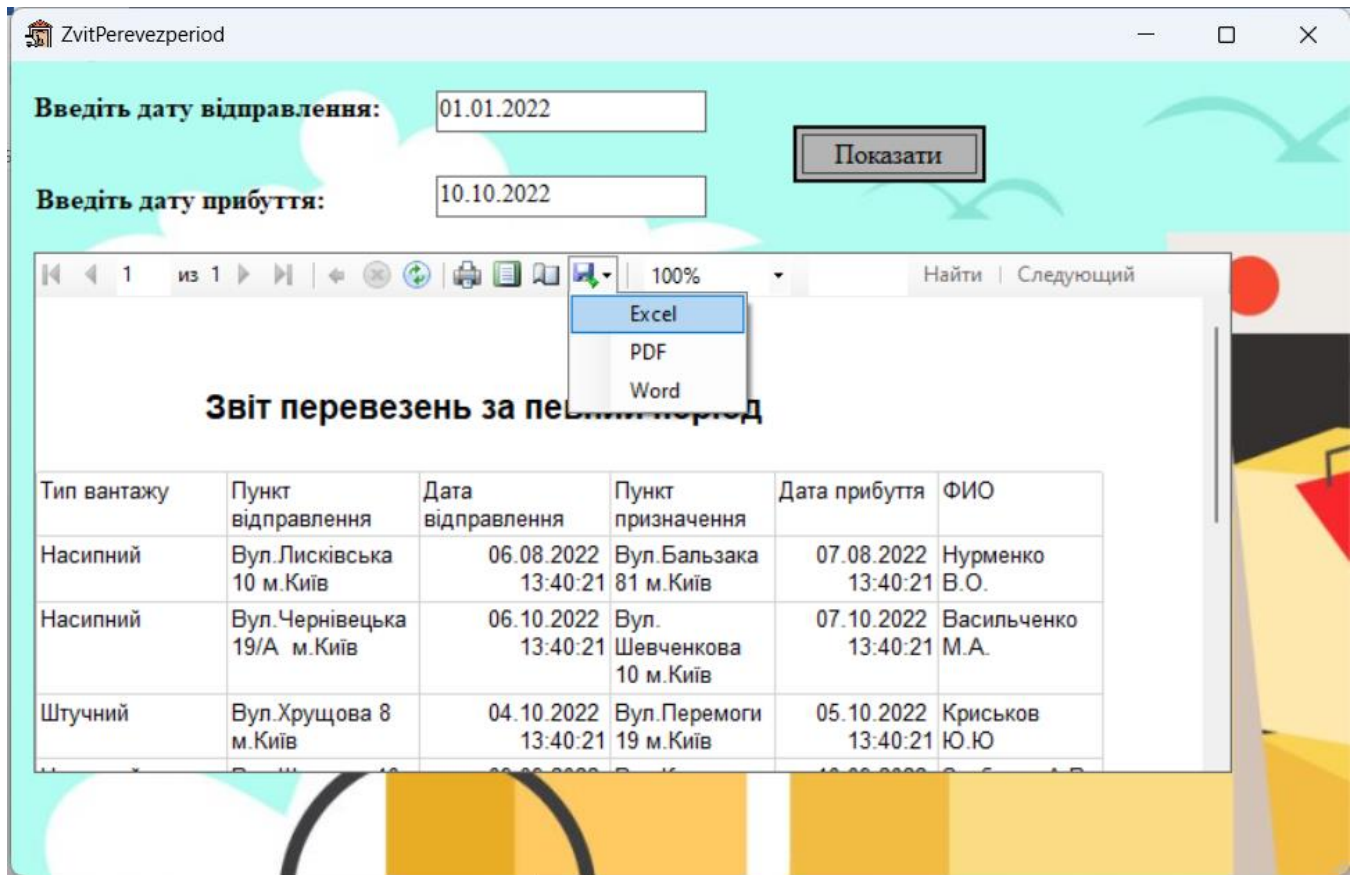 ZvitPerevezperiod
Введіть дату відправлення:
01.01.2022
Показати
Введіть дату прибуття:
10.10.2022
1 из 1
100%
Найти | Следующий
Excel
PDF
Word
Звіт перевезень за певний період
Тип вантажу
Пункт
відправлення
Дата
відправлення
Пункт
призначення
Дата прибуття
ФИО
Насипний
Вул.Лисківська
10 м.Київ
06.08.2022
13:40:21
Вул.Бальзака
81 м.Київ
07.08.2022
13:40:21
Нурменко
В.О.
Насипний
Вул.Чернівецька
19/А м.Київ
06.10.2022
13:40:21
Вул.
Шевченкова
10 м.Київ
07.10.2022
13:40:21
Васильченко
М.А.
Штучний
Вул.Хрущова 8
м.Київ
04.10.2022
13:40:21
Вул.Перемоги
19 м.Київ
05.10.2022
13:40:21
Криськов
Ю.Ю